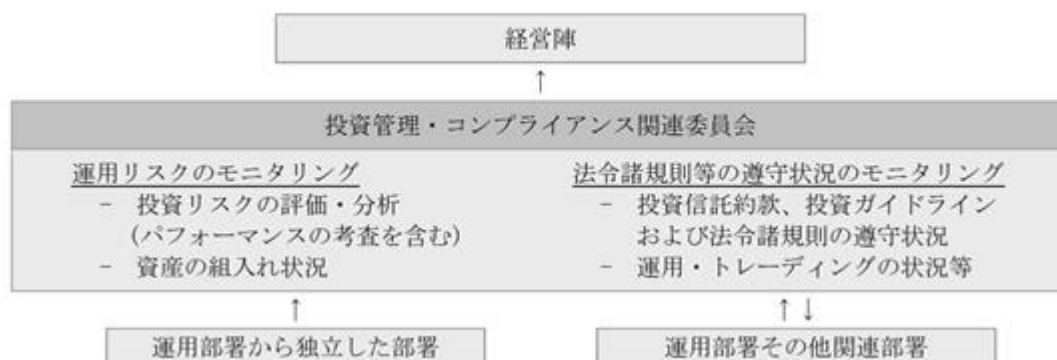 経営陣
↑
投資管理・コンプライアンス関連委員会
運用リスクのモニタリング
－ 投資リスクの評価・分析
(パフォーマンスの考査を含む)
－ 資産の組入れ状況
法令諸規則等の遵守状況のモニタリング
－ 投資信託約款、投資ガイドライン
および法令諸規則の遵守状況
－ 運用・トレーディングの状況等
↑
↑↓
運用部署から独立した部署
運用部署その他関連部署